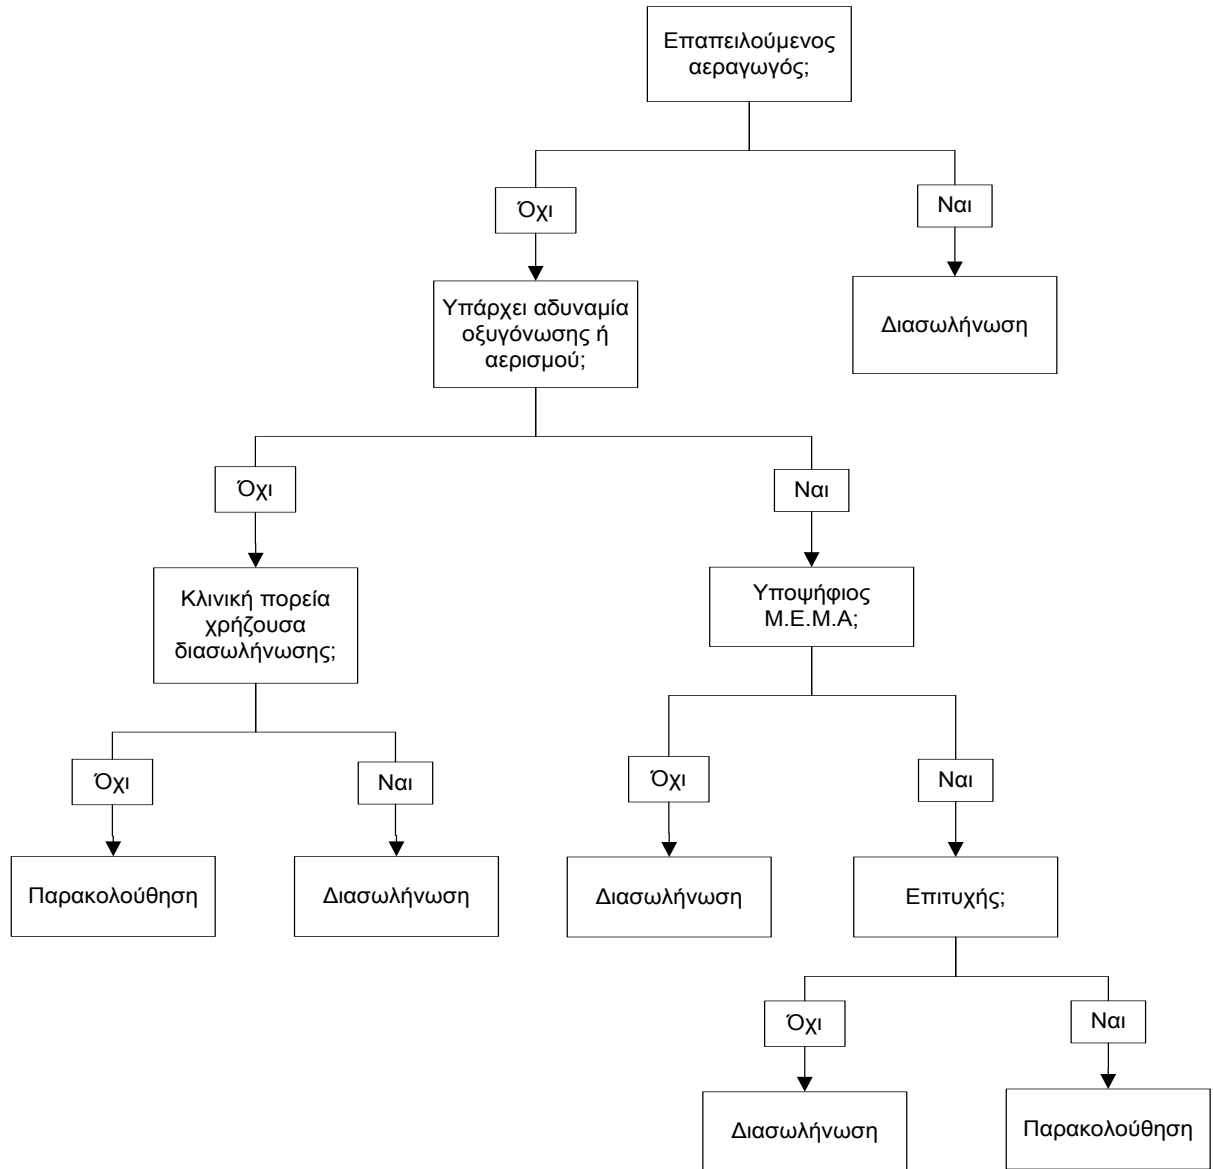 Επαπειλούμενος
αεραγωγός;
Όχι
Ναι
Υπάρχει αδυναμία
οξυγόνωσης ή
αερισμού;
Διασωλήνωση
Όχι
Ναι
Κλινική πορεία
χρήζουσα
διασωλήνωσης;
Υποψήφιος
Μ.Ε.Μ.Α;
Όχι
Ναι
Όχι
Ναι
Παρακολούθηση
Διασωλήνωση
Διασωλήνωση
Επιτυχής;
Όχι
Ναι
Διασωλήνωση
Παρακολούθηση